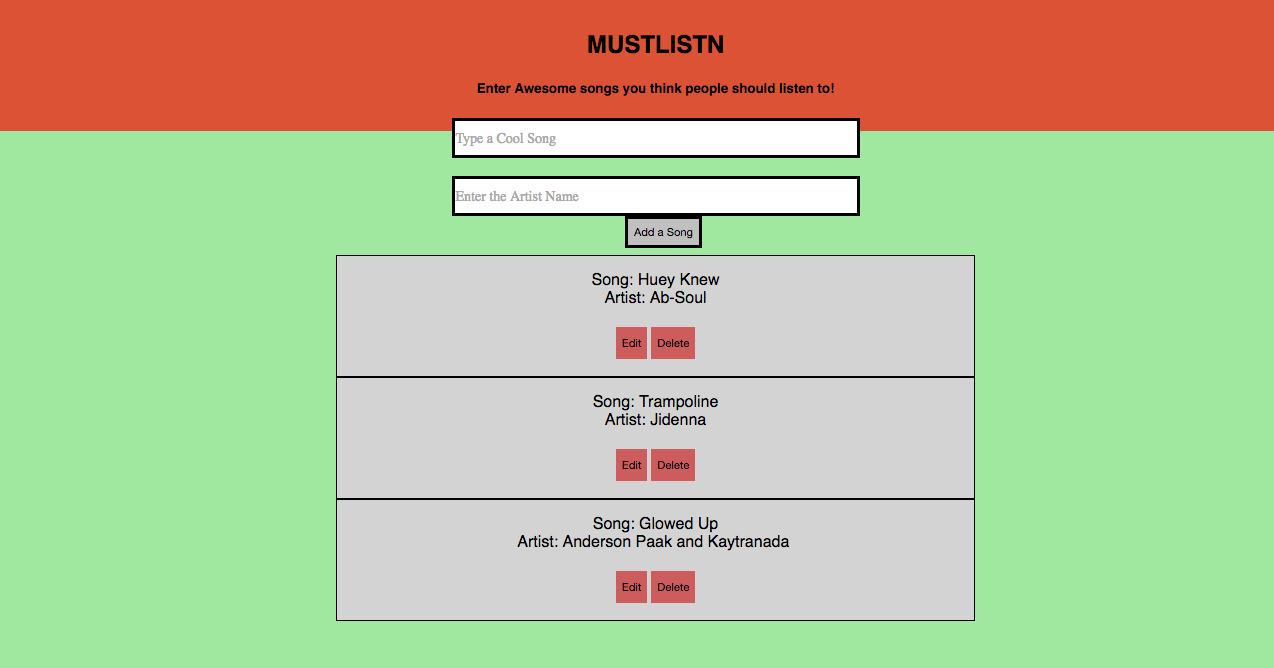 MUSTLISTN
Enter Awesome songs you think people should listen to!
Type a Cool Song
Enter the Artist Name
Add a Song
Song: Huey Knew
Artist: Ab-Soul
Edit Delete
Song: Trampoline
Artist: Jidenna
Edit Delete
Song: Glowed Up
Artist: Anderson Paak and Kaytranada
Edit Delete